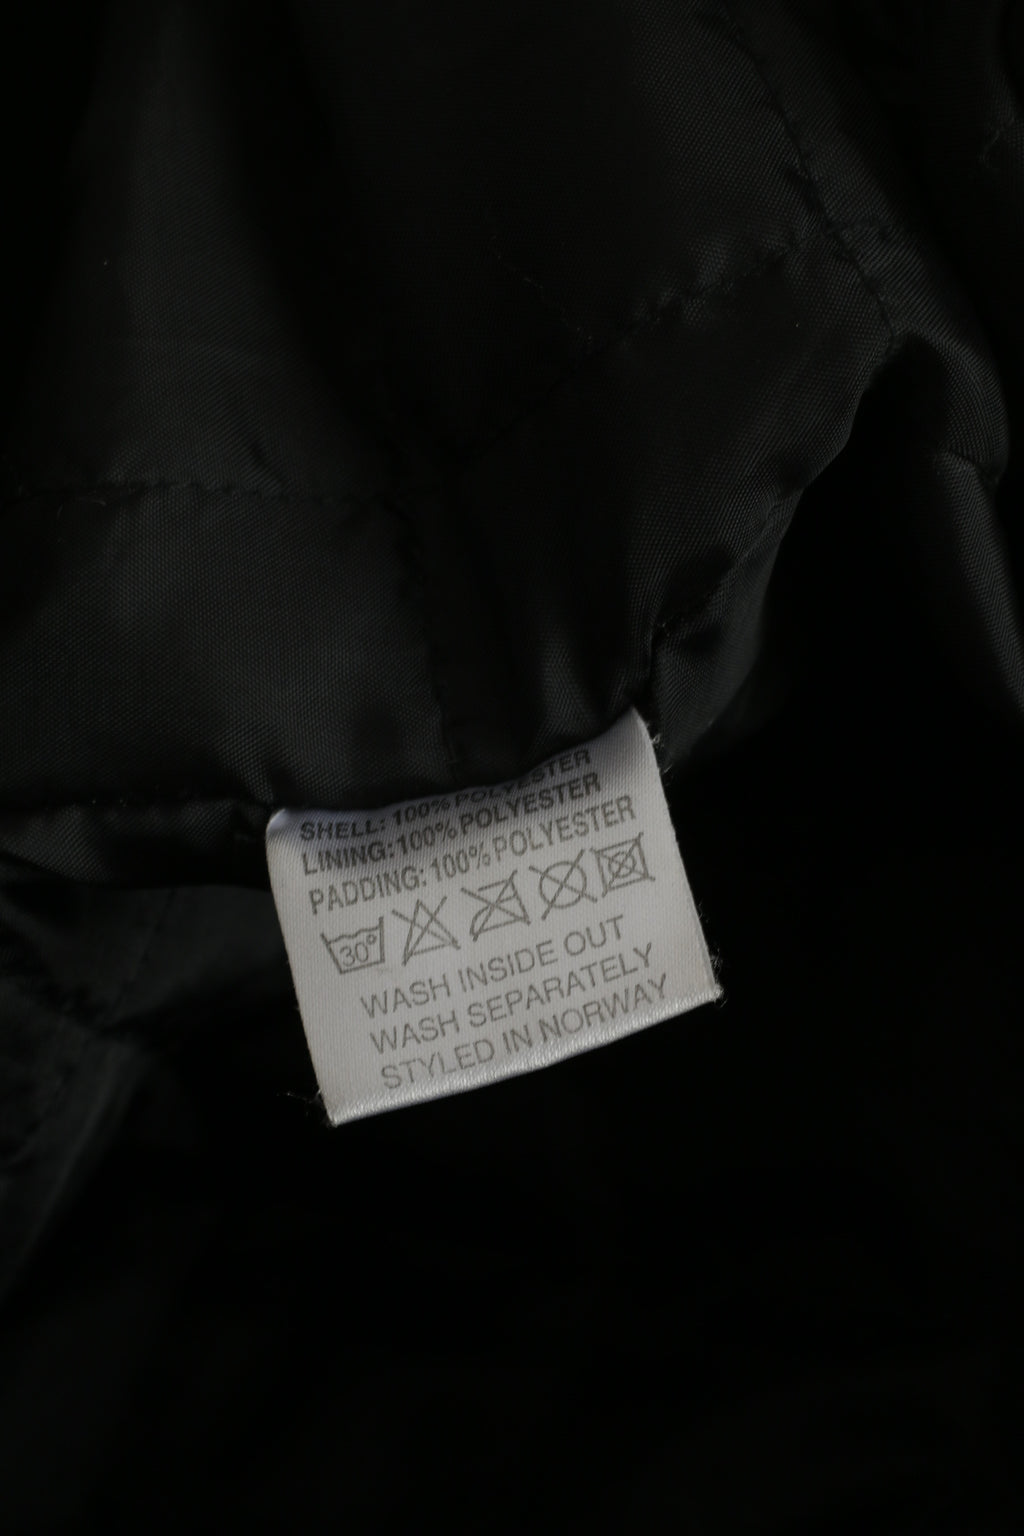 SHELL: 100% POLYESTER
LINING: 100% POLYESTER
PADDING: 100% POLYESTER
30°
WASH INSIDE OUT
WASH SEPARATELY
STYLED IN NORWAY